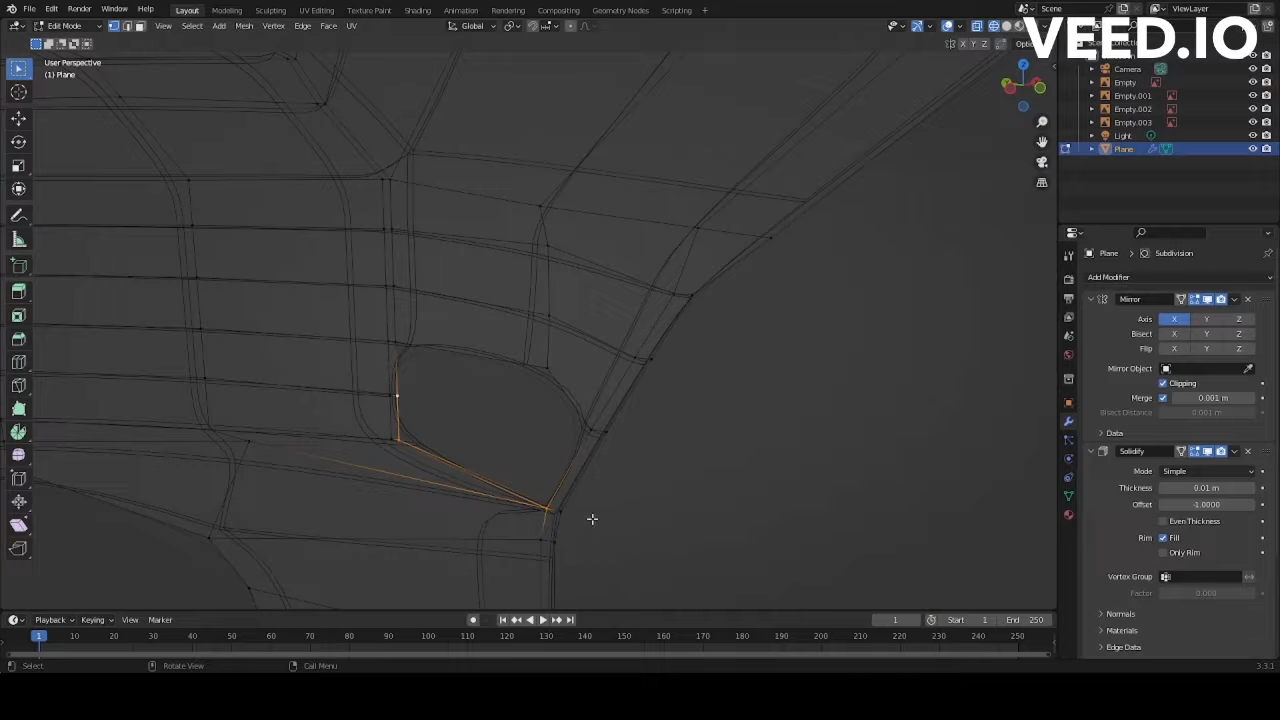 File Edit Render Window Help Layout Modeling Sculpting UV Editing Texture Paint Shading Animation Rendering Compositing Geometry Nodes Scripting + Scene ViewLayer
VEED.IO
Edit Mode View Select Add Mesh Vertex Edge Face UV Global
X Y Z
User Perspective
(1) Plane
Camera
Empty
Empty.001
Empty.002
Empty.003
Light
Plane
Plane > Subdivision
Add Modifier
Mirror
Axis X Y Z
Bisect X Y Z
Flip X Y Z
Mirror Object
Clipping
Merge 0.001 m
Bisect Distance 0.001 m
Data
Solidify
Mode Simple
Thickness 0.01 m
Offset -1.0000
Even Thickness
Rim Fill
Only Rim
Vertex Group
Factor 0.000
Normals
Materials
Edge Data
Playback Keying View Marker 1 Start 1 End 250
1 10 20 30 40 50 60 70 80 90 100 110 120 130 140 150 160 170 180 190 200 210 220 230 240 250
Select Rotate View Call Menu 3.3.1